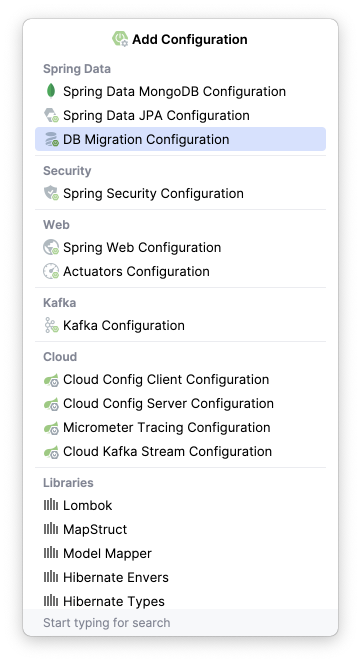 Add Configuration
Spring Data
Spring Data MongoDB Configuration
Spring Data JPA Configuration
DB Migration Configuration
Security
Spring Security Configuration
Web
Spring Web Configuration
Actuators Configuration
Kafka
Kafka Configuration
Cloud
Cloud Config Client Configuration
Cloud Config Server Configuration
Micrometer Tracing Configuration
Cloud Kafka Stream Configuration
Libraries
Lombok
MapStruct
Model Mapper
Hibernate Envers
Hibernate Types
Start typing for search